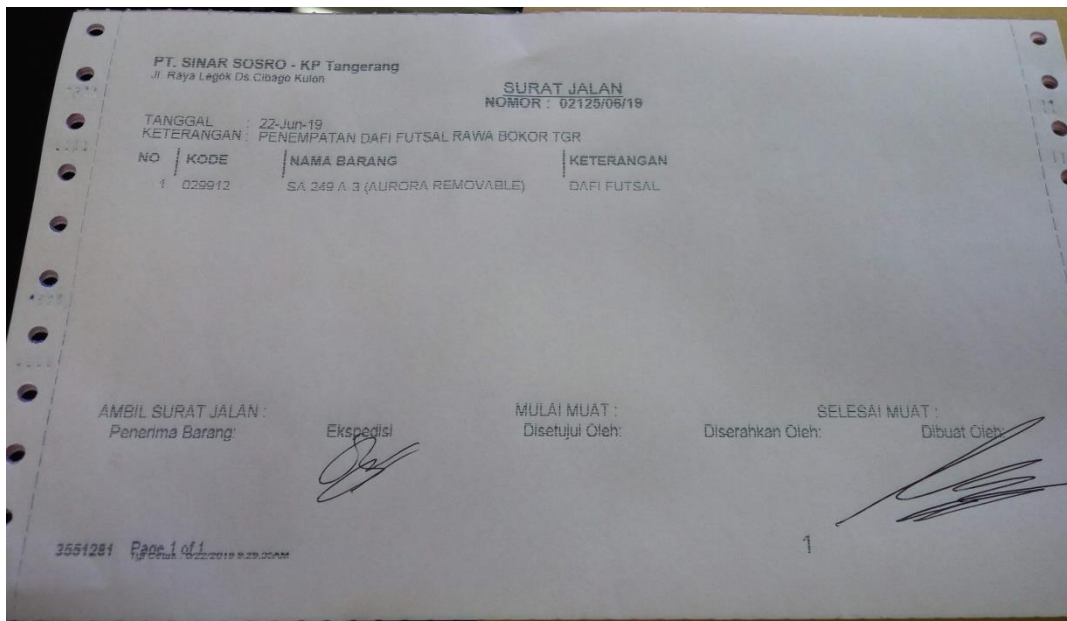 PT. SINAR SOSRO - KP Tangerang
Jl. Raya Legok Ds.Cibago Kulon
SURAT JALAN
NOMOR : 02125/06/19
TANGGAL : 22-Jun-19
KETERANGAN : PENEMPATAN DAFI FUTSAL RAWA BOKOR TGR
NO KODE NAMA BARANG KETERANGAN
1 029912 SA 249 A-3 (AURORA REMOVABLE) DAFI FUTSAL
AMBIL SURAT JALAN : MULAI MUAT : SELESAI MUAT :
Penerima Barang: Ekspedisi Disetujui Oleh: Diserahkan Oleh: Dibuat Oleh:
3551281 Page 1 of 1
1